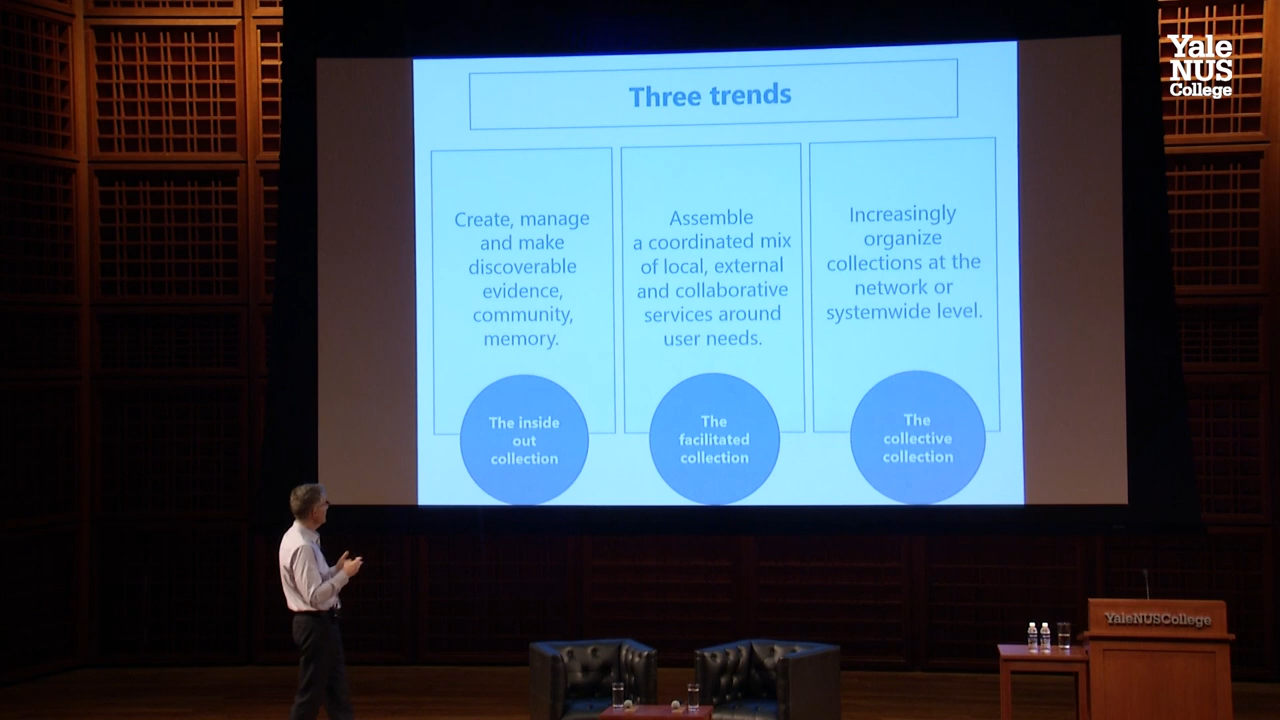 Yale
NUS
College
Three trends
Create, manage
and make
discoverable
evidence,
community,
memory.
The inside
out
collection
Assemble
a coordinated mix
of local, external
and collaborative
services around
user needs.
The
facilitated
collection
Increasingly
organize
collections at the
network or
systemwide level.
The
collective
collection
YaleNUSCollege